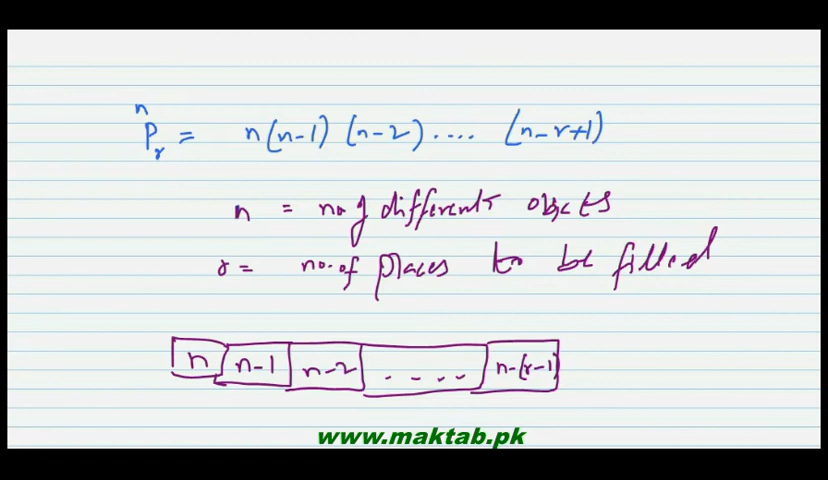 ⁿPᵣ = n(n-1)(n-2)....(n-r+1)
n = no. of different objects
r = no. of places to be filled
n n-1 n-2 .... n-(r-1)
www.maktab.pk